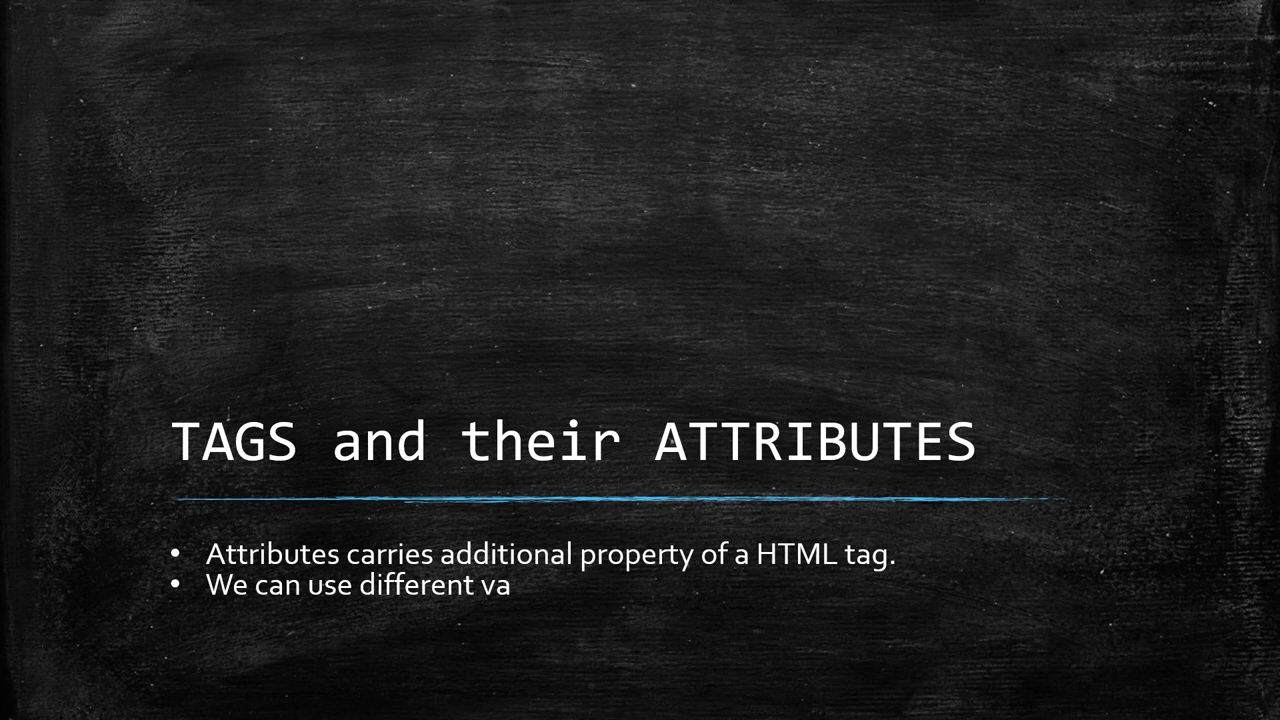 TAGS and their ATTRIBUTES
• Attributes carries additional property of a HTML tag.
• We can use different va